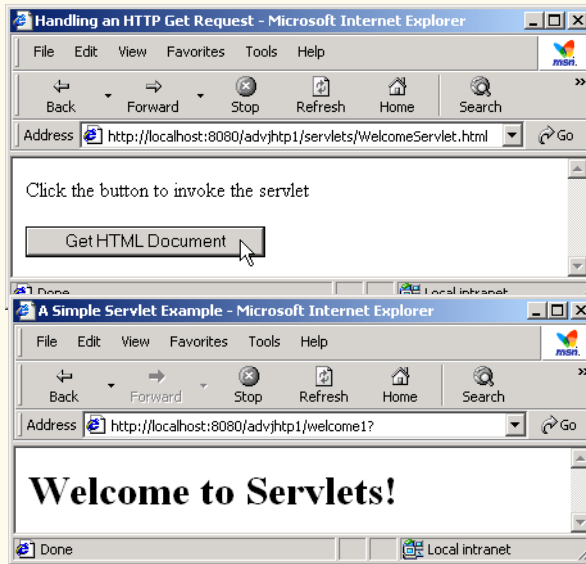 Handling an HTTP Get Request - Microsoft Internet Explorer
File Edit View Favorites Tools Help
msn.
Back Forward Stop Refresh Home Search »
Address http://localhost:8080/advjhtp1/servlets/WelcomeServlet.html Go
Click the button to invoke the servlet
Get HTML Document
Done Local intranet
A Simple Servlet Example - Microsoft Internet Explorer
File Edit View Favorites Tools Help
msn.
Back Forward Stop Refresh Home Search »
Address http://localhost:8080/advjhtp1/welcome1? Go
Welcome to Servlets!
Done Local intranet